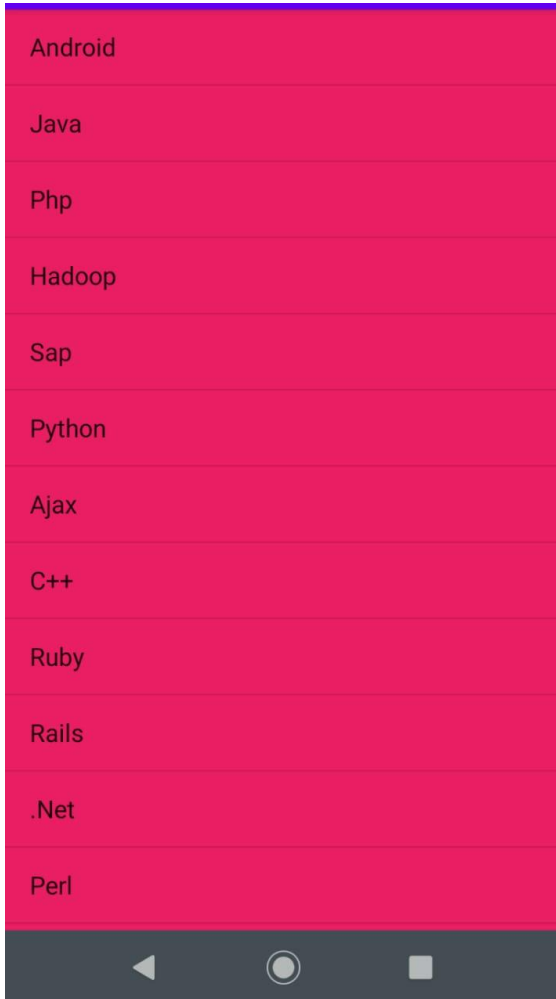 Android
Java
Php
Hadoop
Sap
Python
Ajax
C++
Ruby
Rails
.Net
Perl